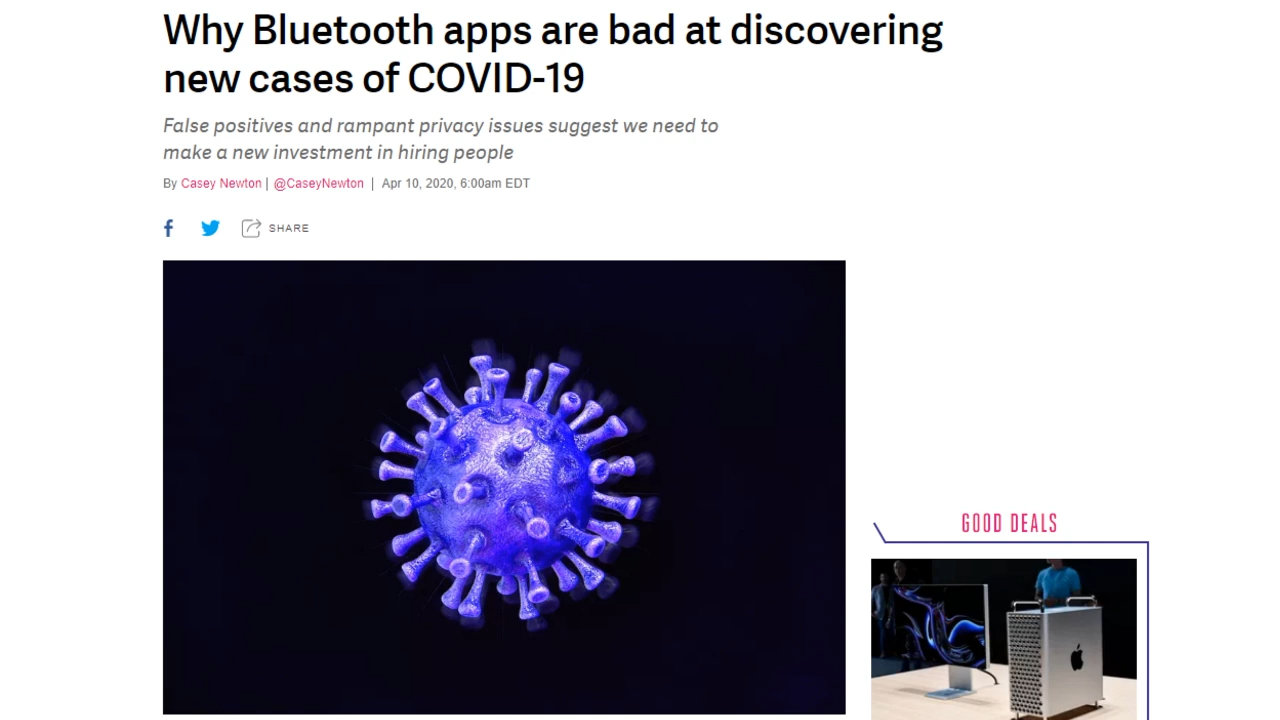 Why Bluetooth apps are bad at discovering
new cases of COVID-19
False positives and rampant privacy issues suggest we need to
make a new investment in hiring people
By Casey Newton | @CaseyNewton | Apr 10, 2020, 6:00am EDT
SHARE
GOOD DEALS